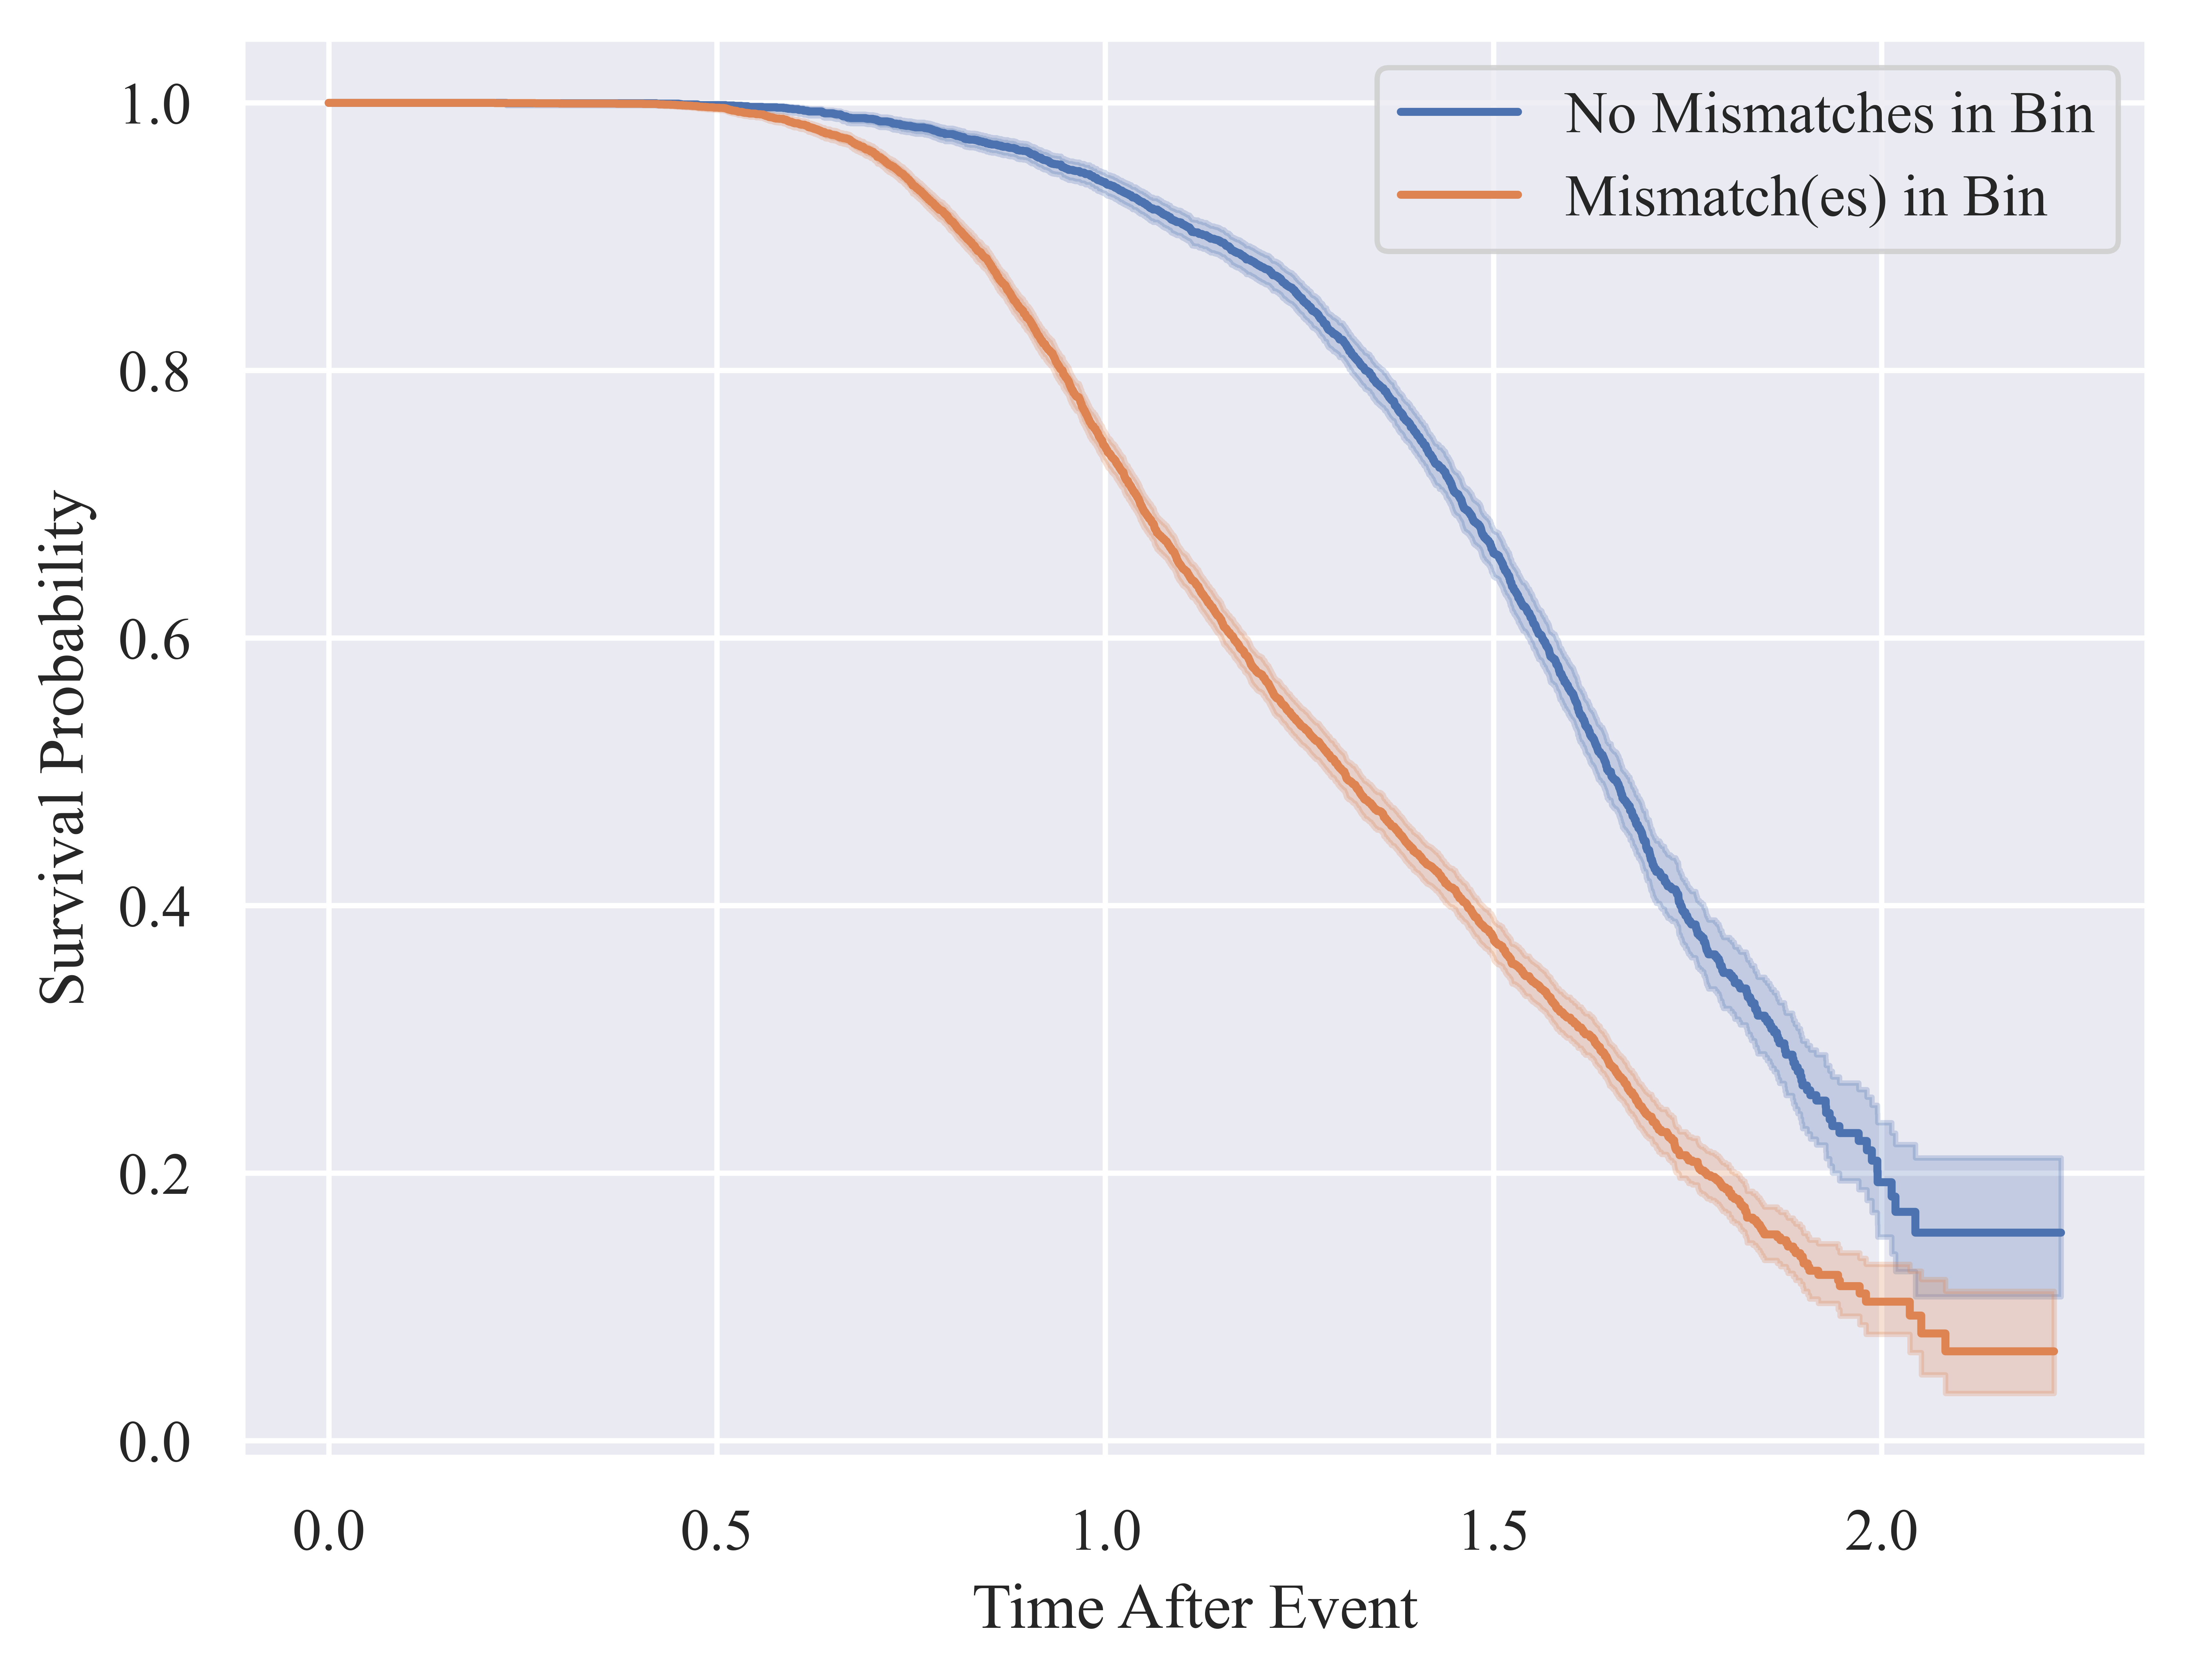 No Mismatches in Bin
Mismatch(es) in Bin
1.0
0.8
0.6
0.4
0.2
0.0
Survival Probability
0.0 0.5 1.0 1.5 2.0
Time After Event